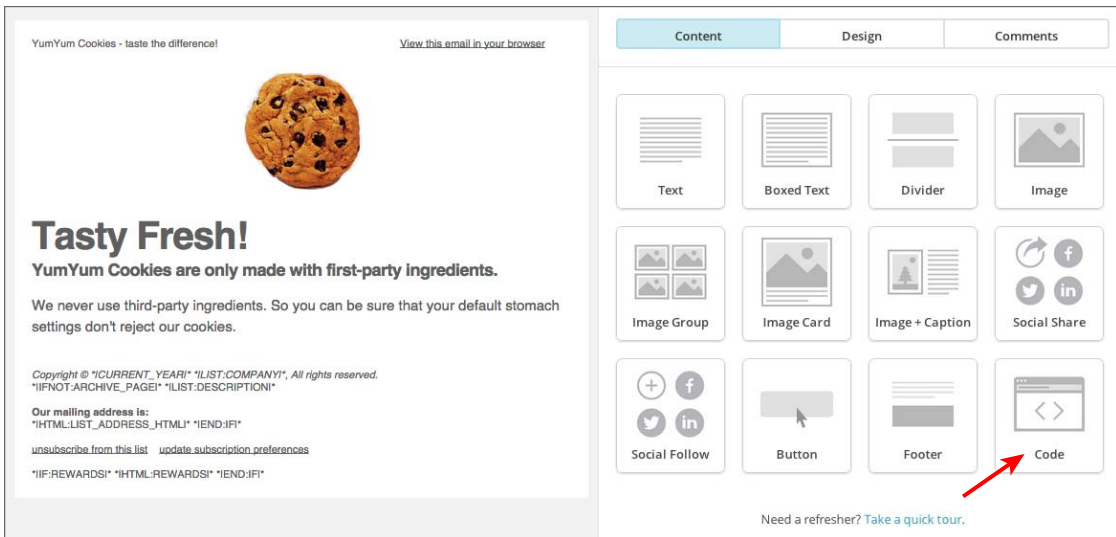 YumYum Cookies - taste the difference!
View this email in your browser
Tasty Fresh!
YumYum Cookies are only made with first-party ingredients.
We never use third-party ingredients. So you can be sure that your default stomach
settings don't reject our cookies.
Copyright © *|CURRENT_YEAR|* *|LIST:COMPANY|*, All rights reserved.
*|IFNOT:ARCHIVE_PAGE|* *|LIST:DESCRIPTION|*
Our mailing address is:
*|HTML:LIST_ADDRESS_HTML|* *|END:IF|*
unsubscribe from this list update subscription preferences
*|IF:REWARDS|* *|HTML:REWARDS|* *|END:IF|*
Content Design Comments
Text Boxed Text Divider Image
Image Group Image Card Image + Caption Social Share
Social Follow Button Footer Code
Need a refresher? Take a quick tour.